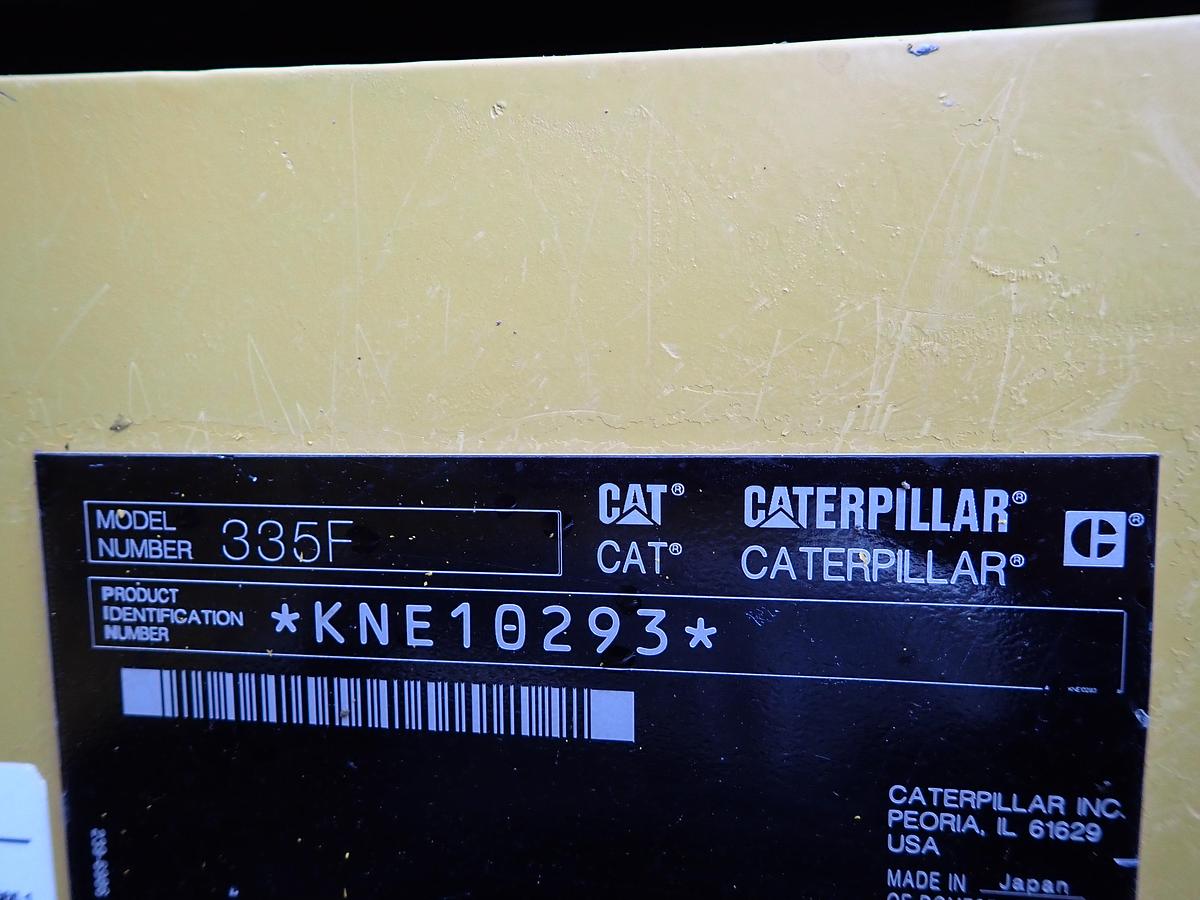 MODEL
NUMBER 335F
CAT® CATERPILLAR®
CAT® CATERPILLAR®
PRODUCT
IDENTIFICATION
NUMBER
*KNE10293*
KNE10293
CATERPILLAR INC.
PEORIA, IL 61629
USA
MADE IN Japan